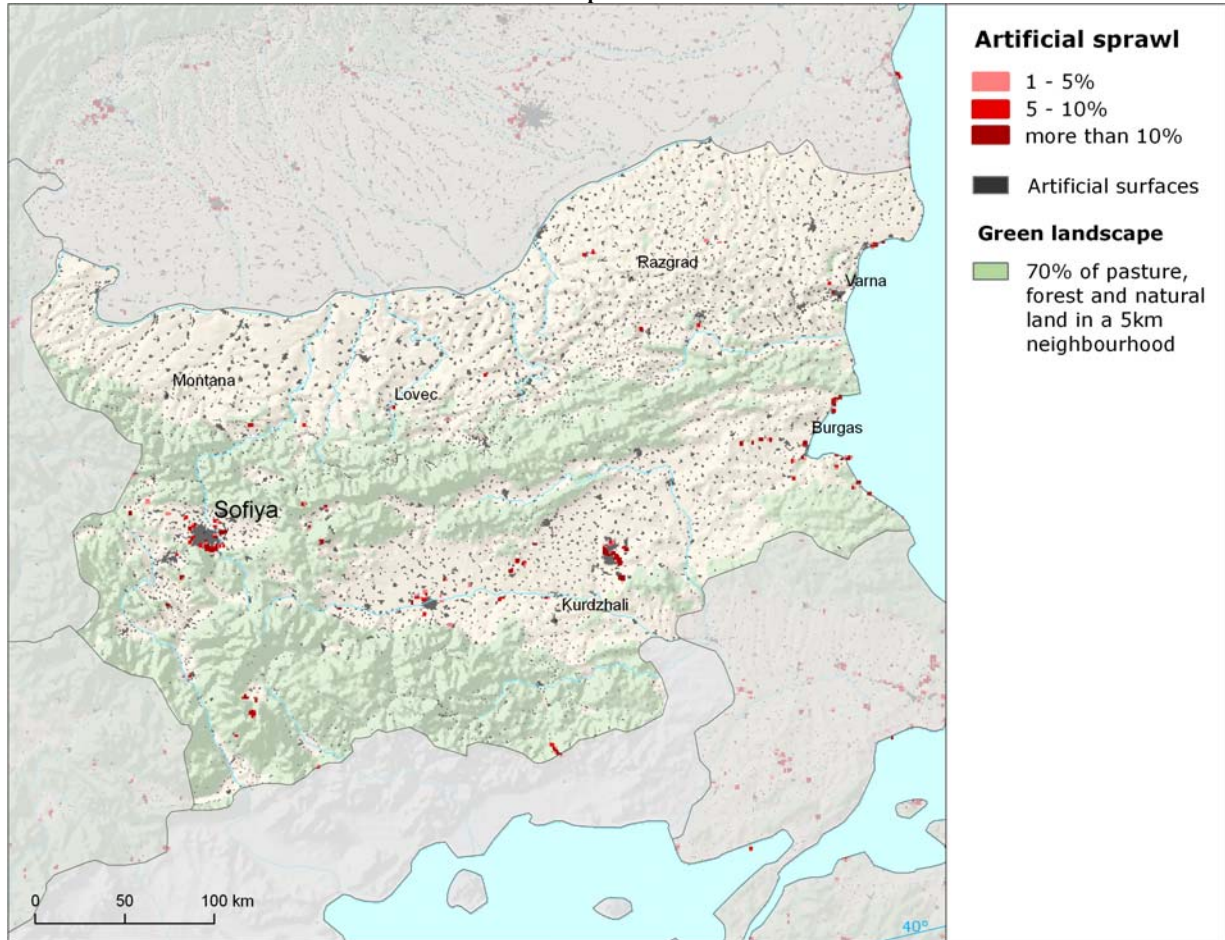 Artificial sprawl
1 - 5%
5 - 10%
more than 10%
Artificial surfaces
Green landscape
70% of pasture,
forest and natural
land in a 5km
neighbourhood
Razgrad
Varna
Montana
Lovec
Burgas
Sofiya
Kurdzhali
0 50 100 km
40°